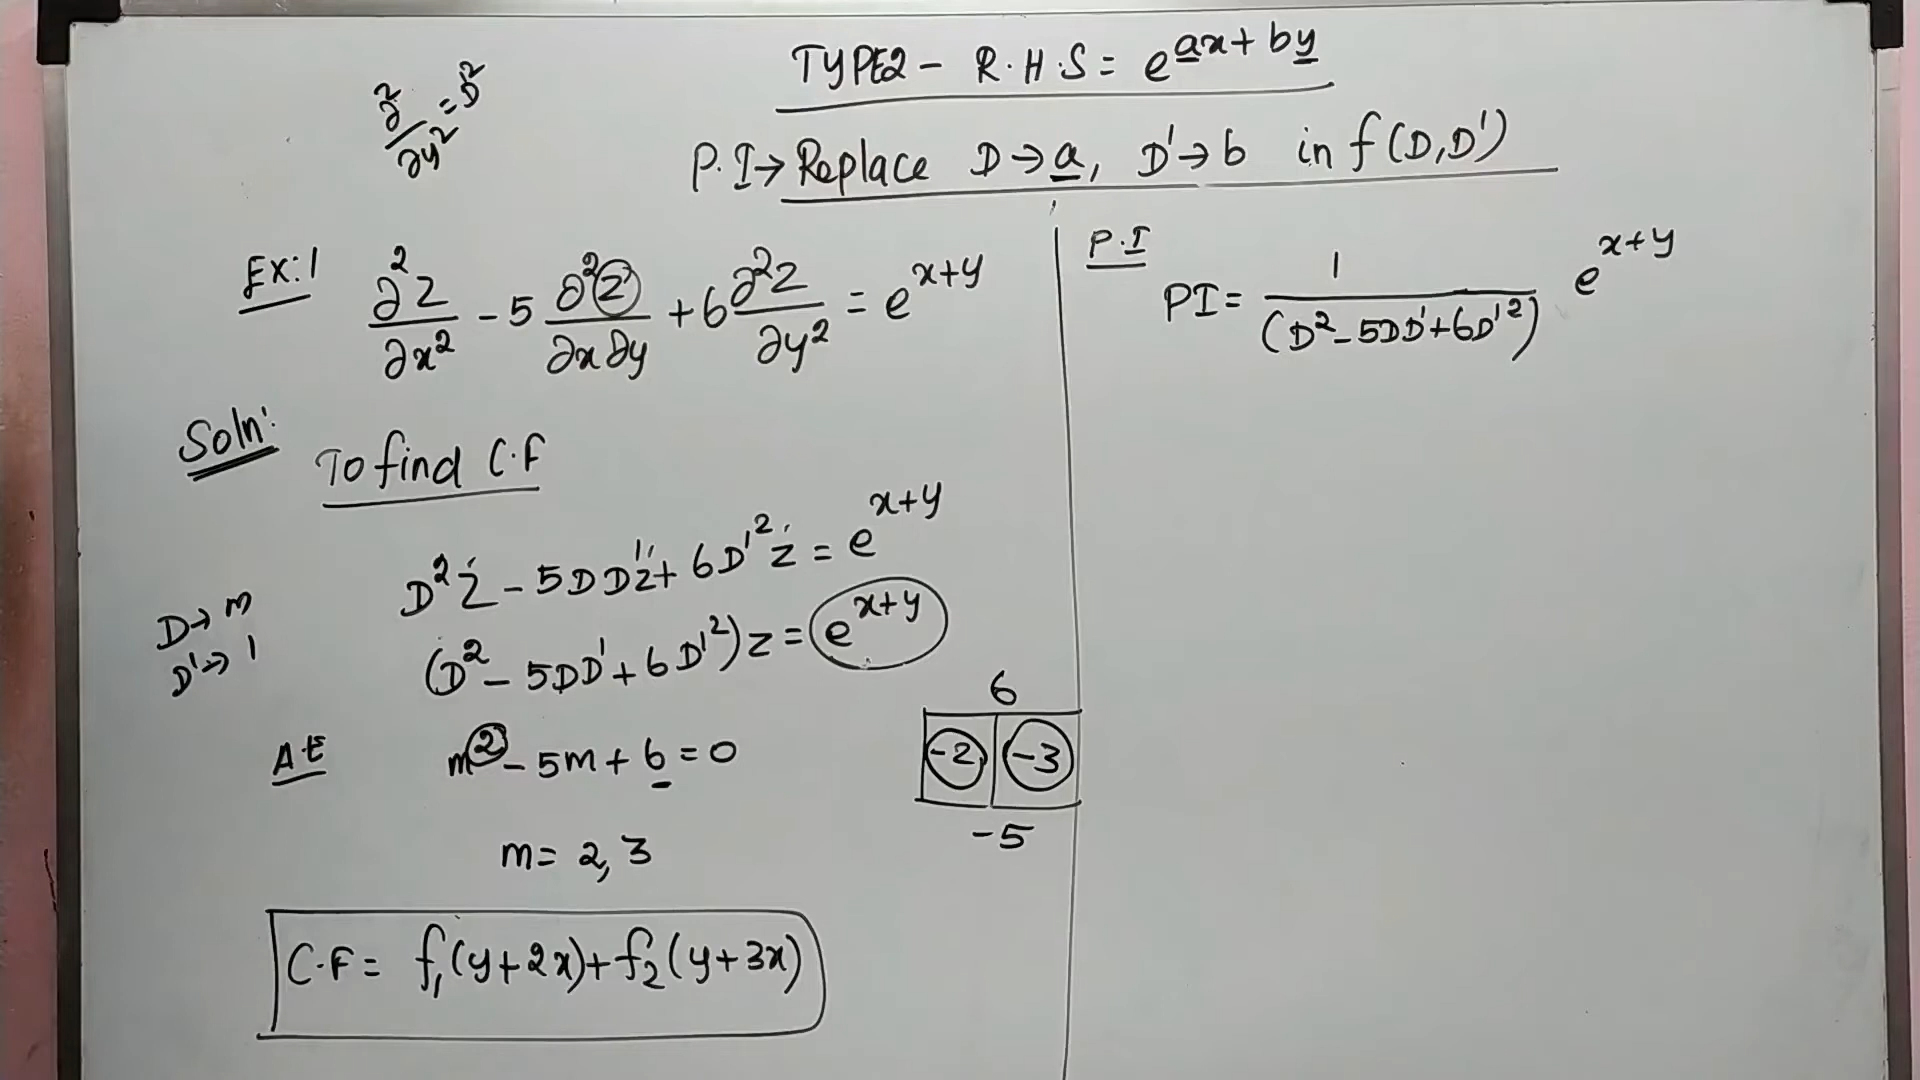 TYPE2 - R.H.S = e^{ax+by}
∂²/∂y² = D²
P.I→ Replace D→a, D'→b in f(D,D')
Ex:1 ∂²z/∂x² - 5 ∂²z/∂x∂y + 6 ∂²z/∂y² = e^{x+y}
Soln:
To find C.F
D²z - 5DD'z + 6D'²z = e^{x+y}
D→m
D'→1
(D² - 5DD' + 6D'²)z = e^{x+y}
A.E m² - 5m + 6 = 0
6
-2 -3
-5
m = 2, 3
C.F = f₁(y+2x) + f₂(y+3x)
P.I
PI = 1/(D² - 5DD' + 6D'²) e^{x+y}